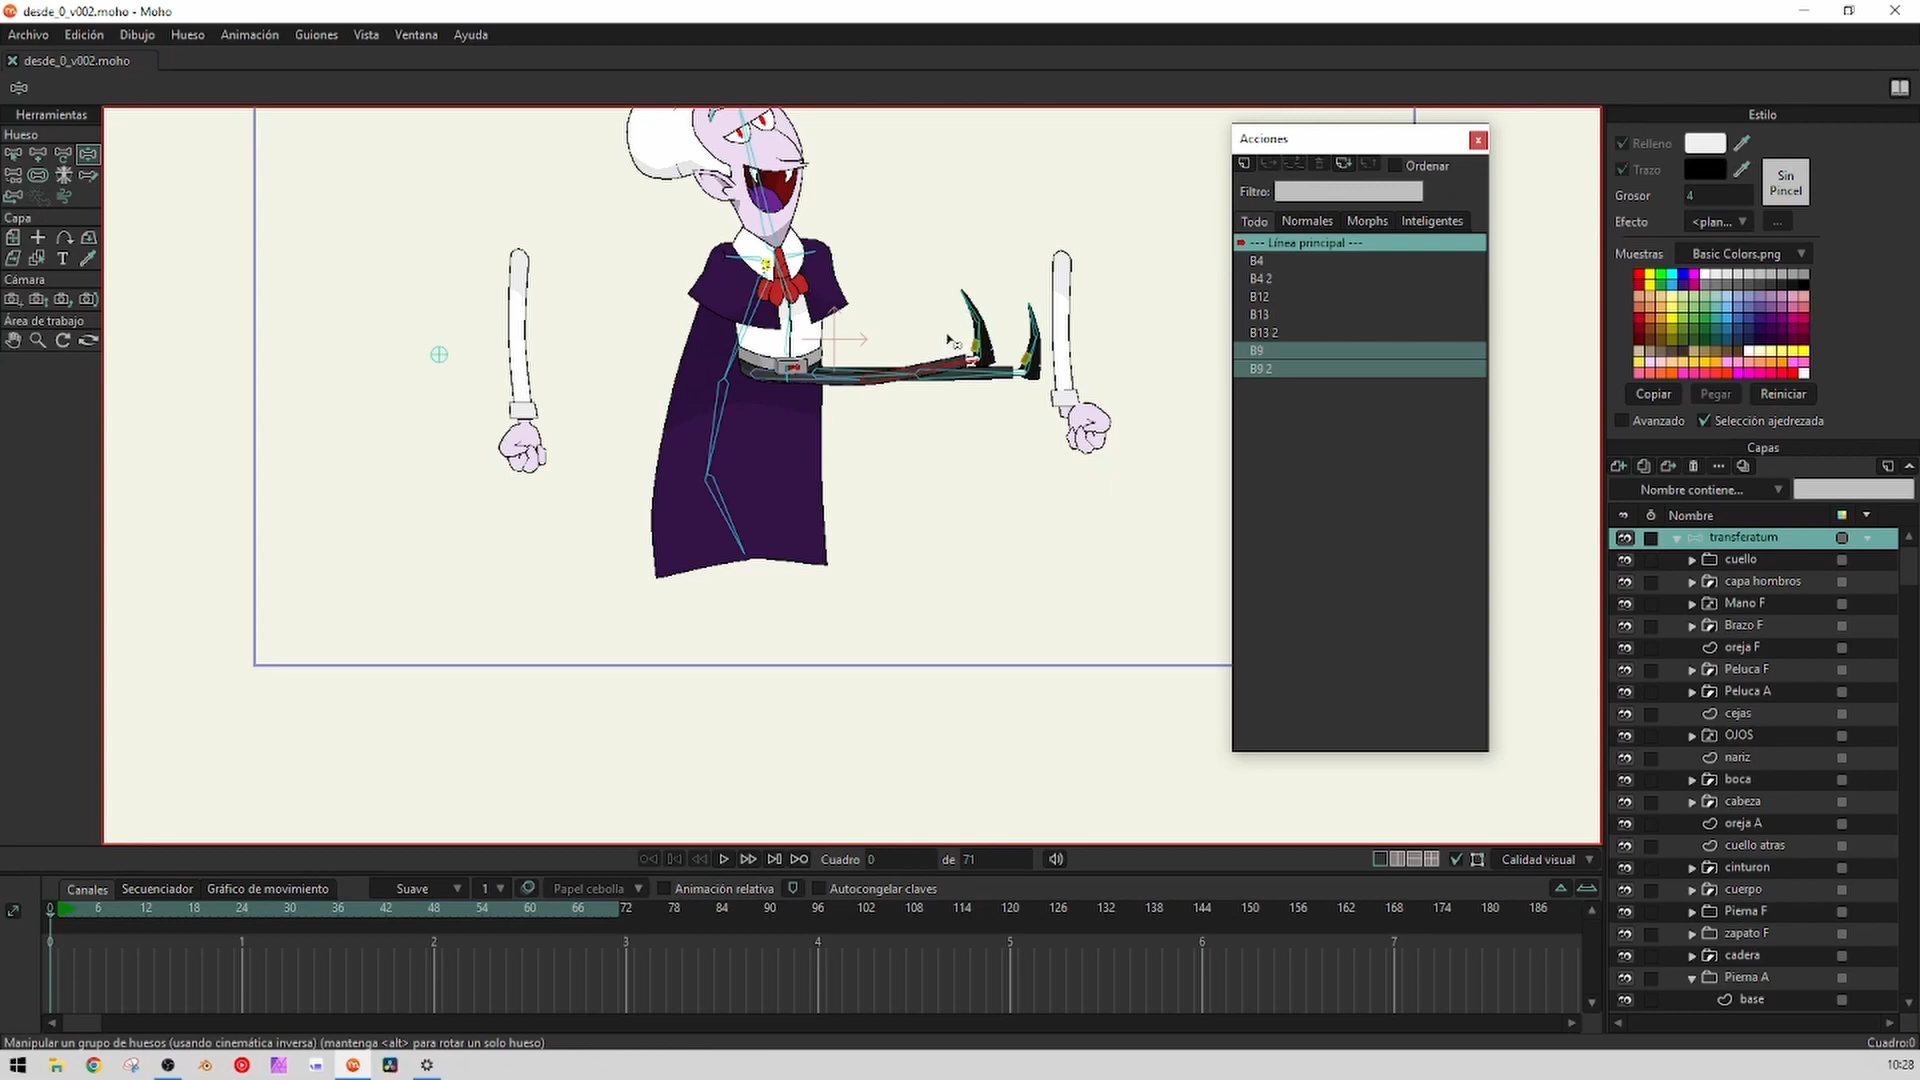 desde_0_v002.moho - Moho
Archivo Edición Dibujo Hueso Animación Guiones Vista Ventana Ayuda
desde_0_v002.moho
Herramientas
Hueso
Capa
T
Cámara
Área de trabajo
Acciones
Ordenar
Filtro:
Todo Normales Morphs Inteligentes
--- Línea principal ---
B4
B4 2
B12
B13
B13 2
B9
B9 2
Estilo
Relleno
Trazo
Sin Pincel
Grosor 4
Efecto <plan... ...
Muestras Basic Colors.png
Copiar Pegar Reiniciar
Avanzado Selección ajedrezada
Capas
Nombre contiene...
Nombre
transferatum
cuello
capa hombros
Mano F
Brazo F
oreja F
Peluca F
Peluca A
cejas
OJOS
nariz
boca
cabeza
oreja A
cuello atras
cinturon
cuerpo
Pierna F
zapato F
cadera
Pierna A
base
Cuadro 0 de 71
Calidad visual
Canales Secuenciador Gráfico de movimiento Suave 1 Papel cebolla Animación relativa Autocongelar claves
0 6 12 18 24 30 36 42 48 54 60 66 72 78 84 90 96 102 108 114 120 126 132 138 144 150 156 162 168 174 180 186
0 1 2 3 4 5 6 7
Manipular un grupo de huesos (usando cinemática inversa) (mantenga <alt> para rotar un solo hueso)
Cuadro:0
10:28